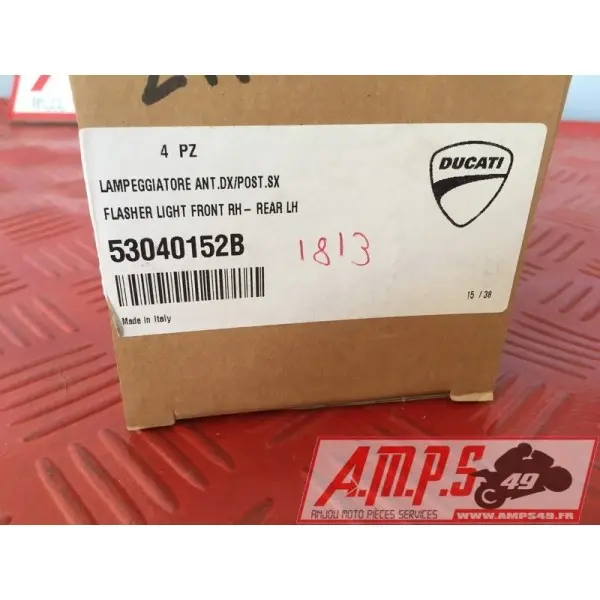 4 PZ
DUCATI
LAMPEGGIATORE ANT.DX/POST.SX
FLASHER LIGHT FRONT RH- REAR LH
53040152B
1813
15 / 38
Made in Italy
A.M.P.S
49
ANJOU MOTO PIECES SERVICES
WWW.AMPS49.FR